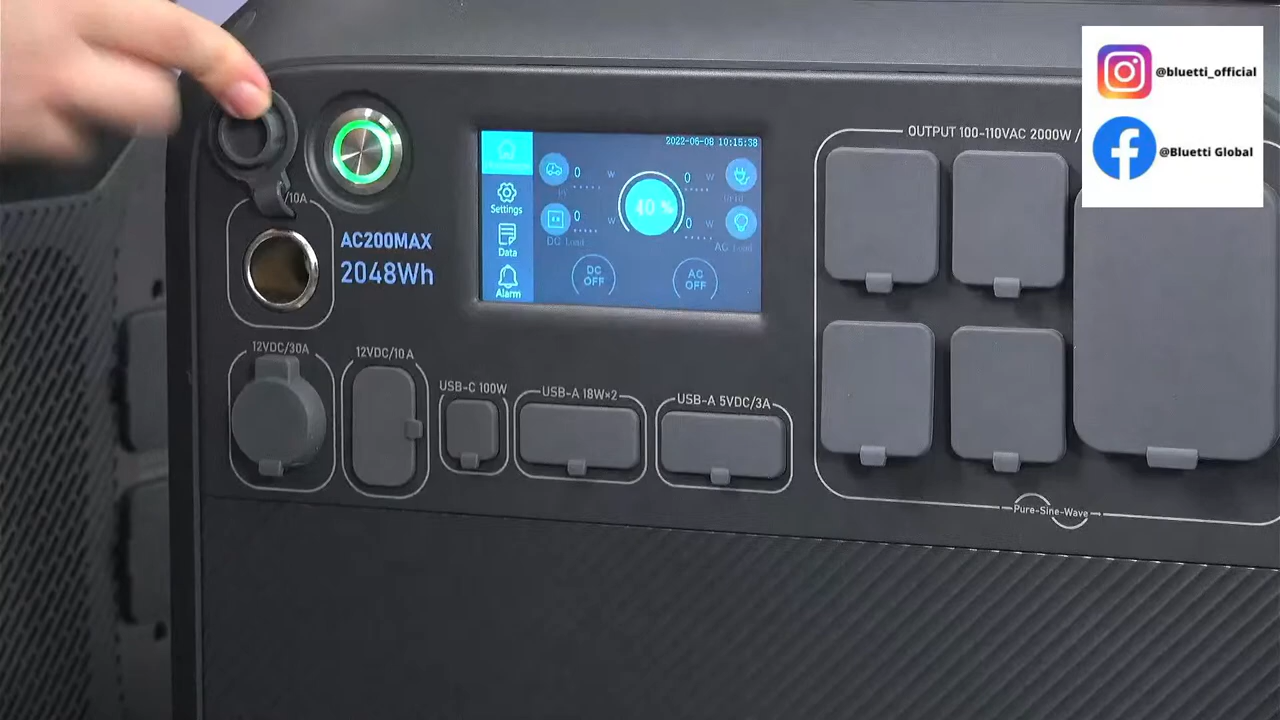 @bluetti_official
@Bluetti Global
OUTPUT 100-110VAC 2000W /
/10A
AC200MAX
2048Wh
2022-06-08 10:15:38
Settings
Data
Alarm
0 W
0 W
0 W
0 W
40 %
DC Load
AC Load
DC
OFF
AC
OFF
12VDC/30A
12VDC/10A
USB-C 100W
USB-A 18W×2
USB-A 5VDC/3A
Pure-Sine-Wave